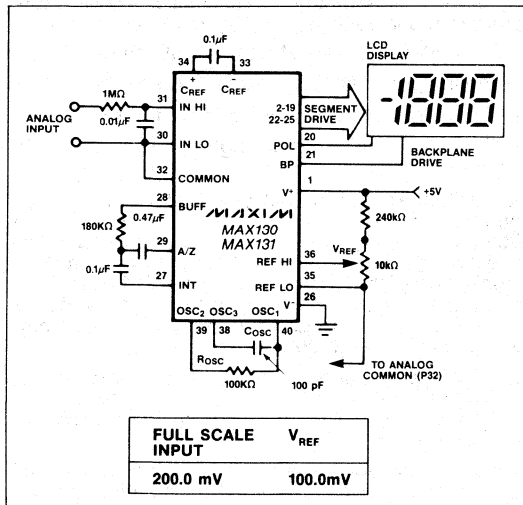 0.1µF
34
33
+
-
C REF
C REF
LCD
DISPLAY
-1888
1MΩ
31
IN HI
ANALOG
INPUT
0.01µF
30
IN LO
32
COMMON
2-19
22-25
SEGMENT
DRIVE
20
POL
21
BP
BACKPLANE
DRIVE
1
V+
+5V
28
BUFF
0.47µF
180KΩ
29
A/Z
0.1µF
27
INT
MAXIM
MAX130
MAX131
240kΩ
36
REF HI
VREF
10kΩ
35
REF LO
V-
26
OSC2
OSC3
OSC1
39
38
COSC
40
ROSC
100KΩ
100 pF
TO ANALOG
COMMON (P32)
FULL SCALE INPUT
VREF
200.0 mV
100.0mV